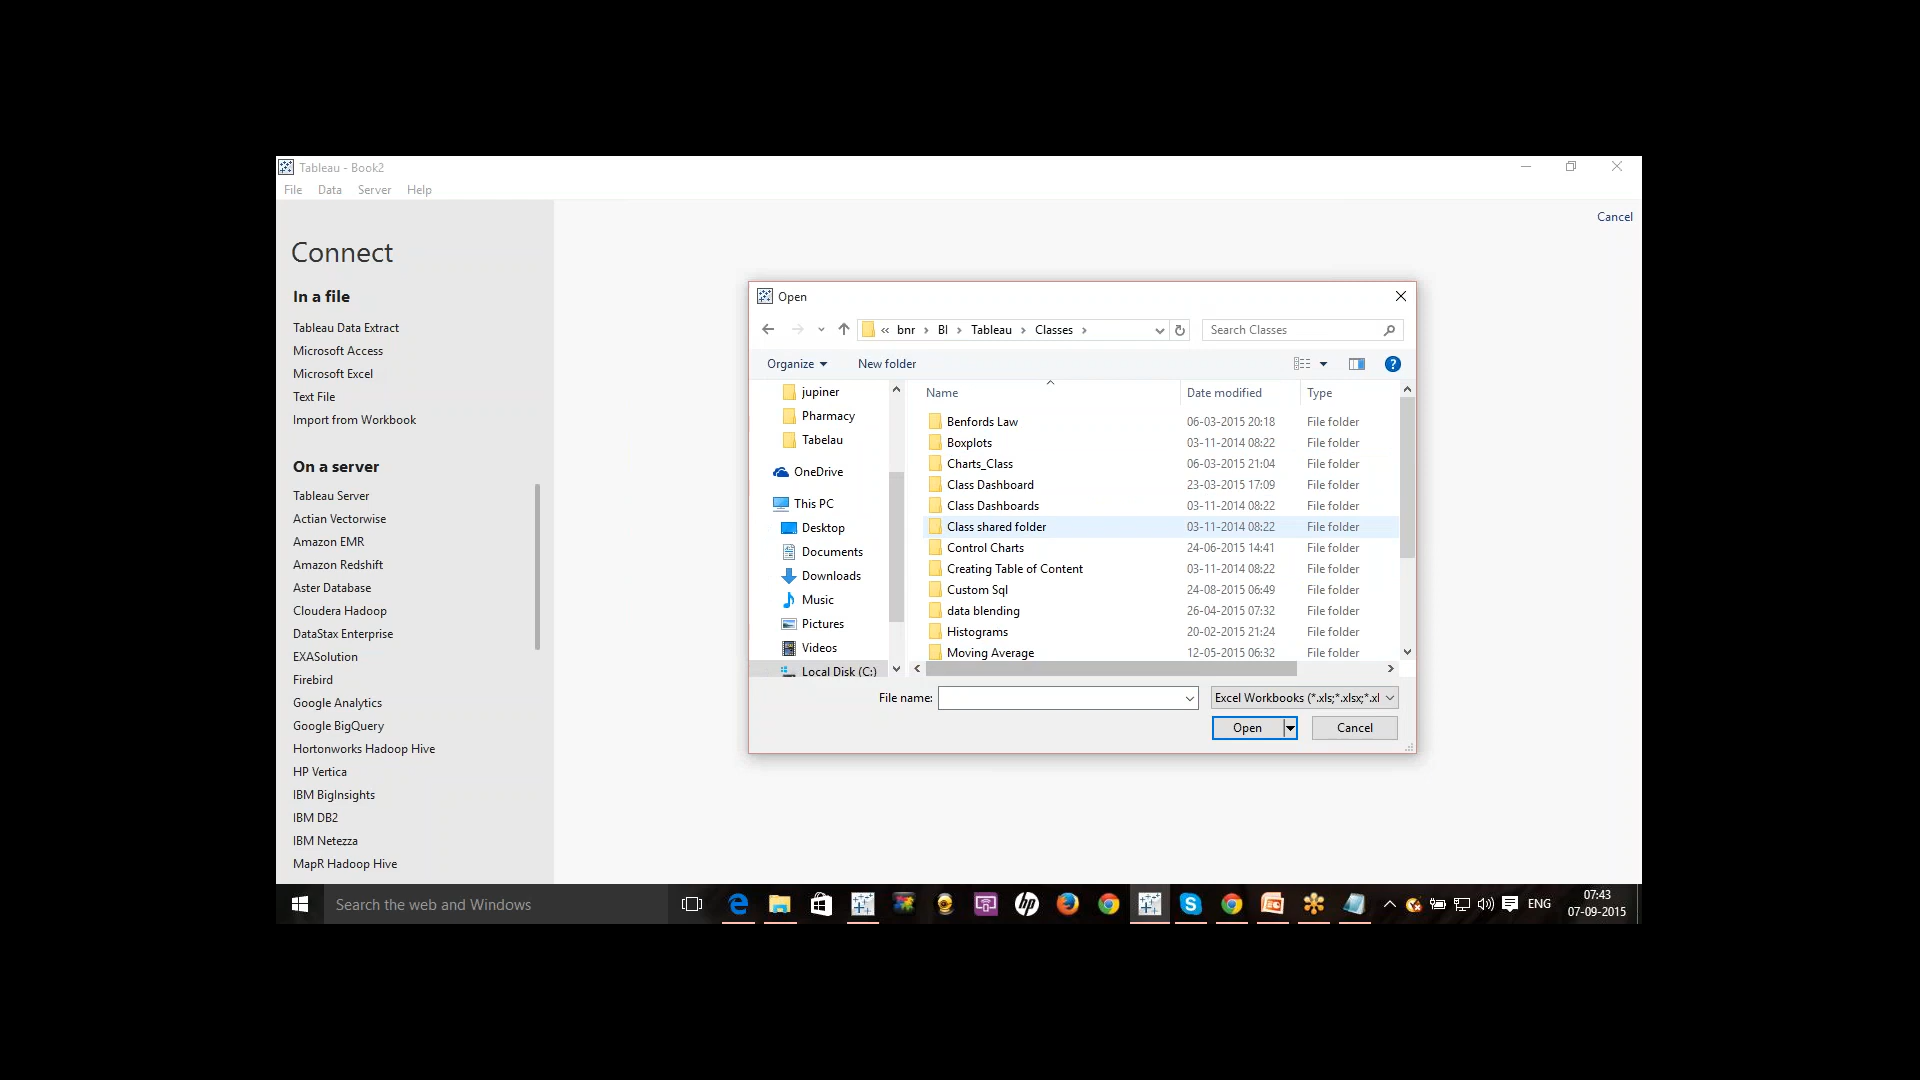 Tableau - Book2
File Data Server Help
Cancel
Connect
In a file
Tableau Data Extract
Microsoft Access
Microsoft Excel
Text File
Import from Workbook
On a server
Tableau Server
Actian Vectorwise
Amazon EMR
Amazon Redshift
Aster Database
Cloudera Hadoop
DataStax Enterprise
EXASolution
Firebird
Google Analytics
Google BigQuery
Hortonworks Hadoop Hive
HP Vertica
IBM BigInsights
IBM DB2
IBM Netezza
MapR Hadoop Hive
Open
« bnr › BI › Tableau › Classes ›
Search Classes
Organize New folder
jupiner
Pharmacy
Tabelau
OneDrive
This PC
Desktop
Documents
Downloads
Music
Pictures
Videos
Local Disk (C:)
Name Date modified Type
Benfords Law 06-03-2015 20:18 File folder
Boxplots 03-11-2014 08:22 File folder
Charts_Class 06-03-2015 21:04 File folder
Class Dashboard 23-03-2015 17:09 File folder
Class Dashboards 03-11-2014 08:22 File folder
Class shared folder 03-11-2014 08:22 File folder
Control Charts 24-06-2015 14:41 File folder
Creating Table of Content 03-11-2014 08:22 File folder
Custom Sql 24-08-2015 06:49 File folder
data blending 26-04-2015 07:32 File folder
Histograms 20-02-2015 21:24 File folder
Moving Average 12-05-2015 06:32 File folder
File name: Excel Workbooks (*.xls;*.xlsx;*.xl
Open Cancel
Search the web and Windows
hp
ENG
07:43
07-09-2015